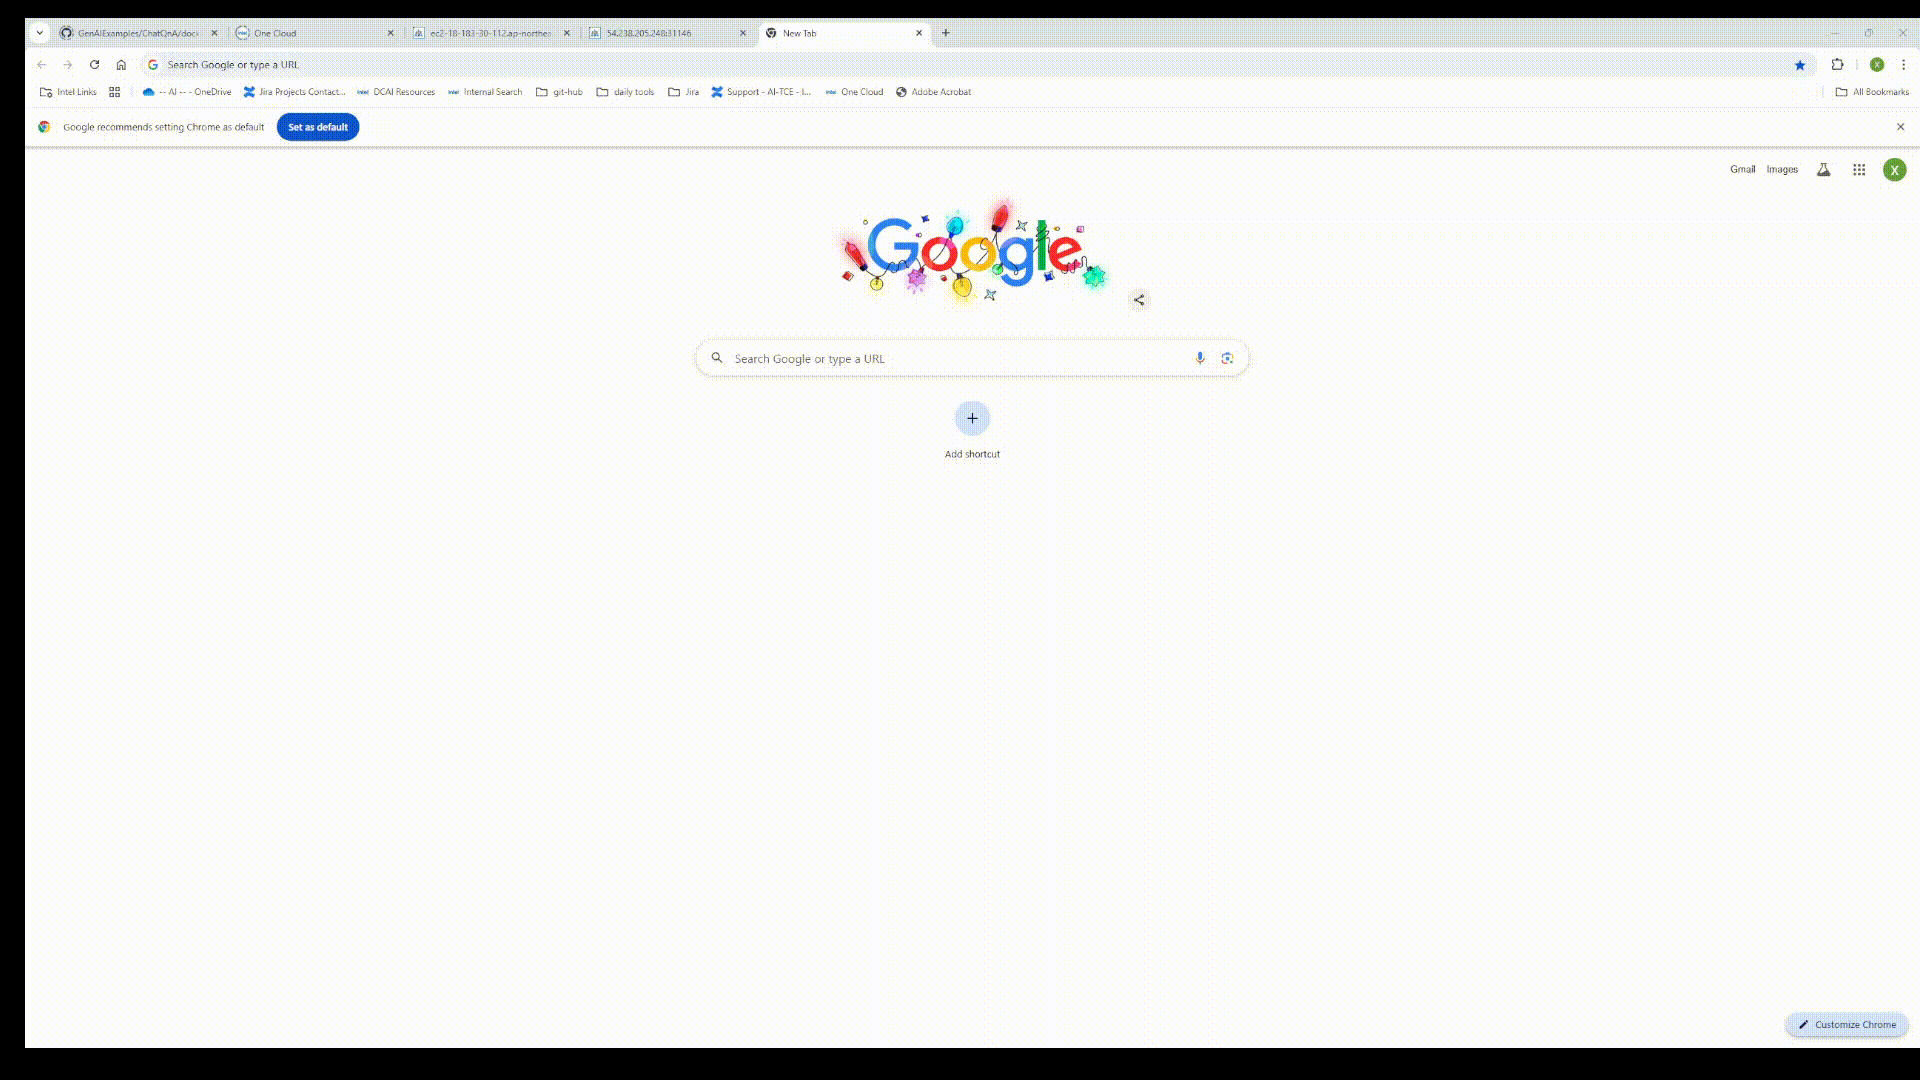 GenAIExamples/ChatQnA/dock
One Cloud
ec2-18-183-30-112.ap-northea
54.238.205.248:31146
New Tab
Search Google or type a URL
Intel Links
-- AI -- - OneDrive
Jira Projects Contact...
DCAI Resources
Internal Search
git-hub
daily tools
Jira
Support - AI-TCE - I...
One Cloud
Adobe Acrobat
All Bookmarks
Google recommends setting Chrome as default
Set as default
Gmail
Images
X
Google
Search Google or type a URL
Add shortcut
Customize Chrome